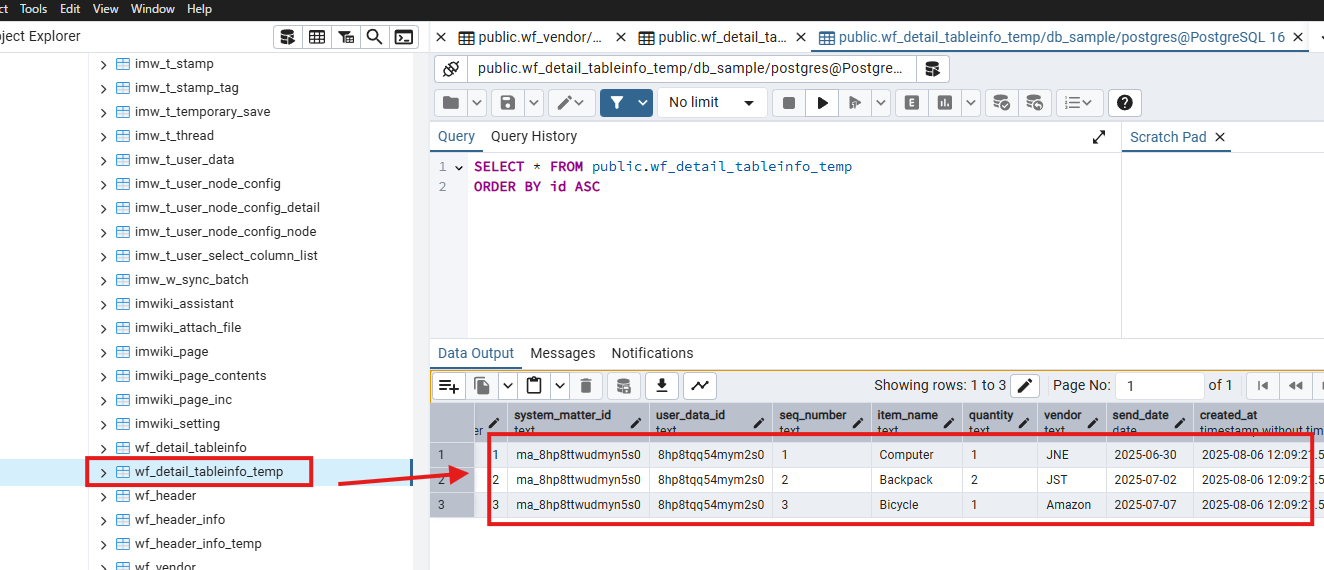 ct Tools Edit View Window Help
ject Explorer
public.wf_vendor/... public.wf_detail_ta... public.wf_detail_tableinfo_temp/db_sample/postgres@PostgreSQL 16
public.wf_detail_tableinfo_temp/db_sample/postgres@Postgre...
No limit
E
Query Query History
Scratch Pad
1 SELECT * FROM public.wf_detail_tableinfo_temp
2 ORDER BY id ASC
imw_t_stamp
imw_t_stamp_tag
imw_t_temporary_save
imw_t_thread
imw_t_user_data
imw_t_user_node_config
imw_t_user_node_config_detail
imw_t_user_node_config_node
imw_t_user_select_column_list
imw_w_sync_batch
imwiki_assistant
imwiki_attach_file
imwiki_page
imwiki_page_contents
imwiki_page_inc
imwiki_setting
wf_detail_tableinfo
wf_detail_tableinfo_temp
wf_header
wf_header_info
wf_header_info_temp
wf_vendor
Data Output Messages Notifications
Showing rows: 1 to 3 Page No: 1 of 1
system_matter_id user_data_id seq_number item_name quantity vendor send_date created_at
er text text text text text text date timestamp without tim
1 1 ma_8hp8ttwudmyn5s0 8hp8tqq54mym2s0 1 Computer 1 JNE 2025-06-30 2025-08-06 12:09:21.5
2 2 ma_8hp8ttwudmyn5s0 8hp8tqq54mym2s0 2 Backpack 2 JST 2025-07-02 2025-08-06 12:09:21.5
3 3 ma_8hp8ttwudmyn5s0 8hp8tqq54mym2s0 3 Bicycle 1 Amazon 2025-07-07 2025-08-06 12:09:21.5